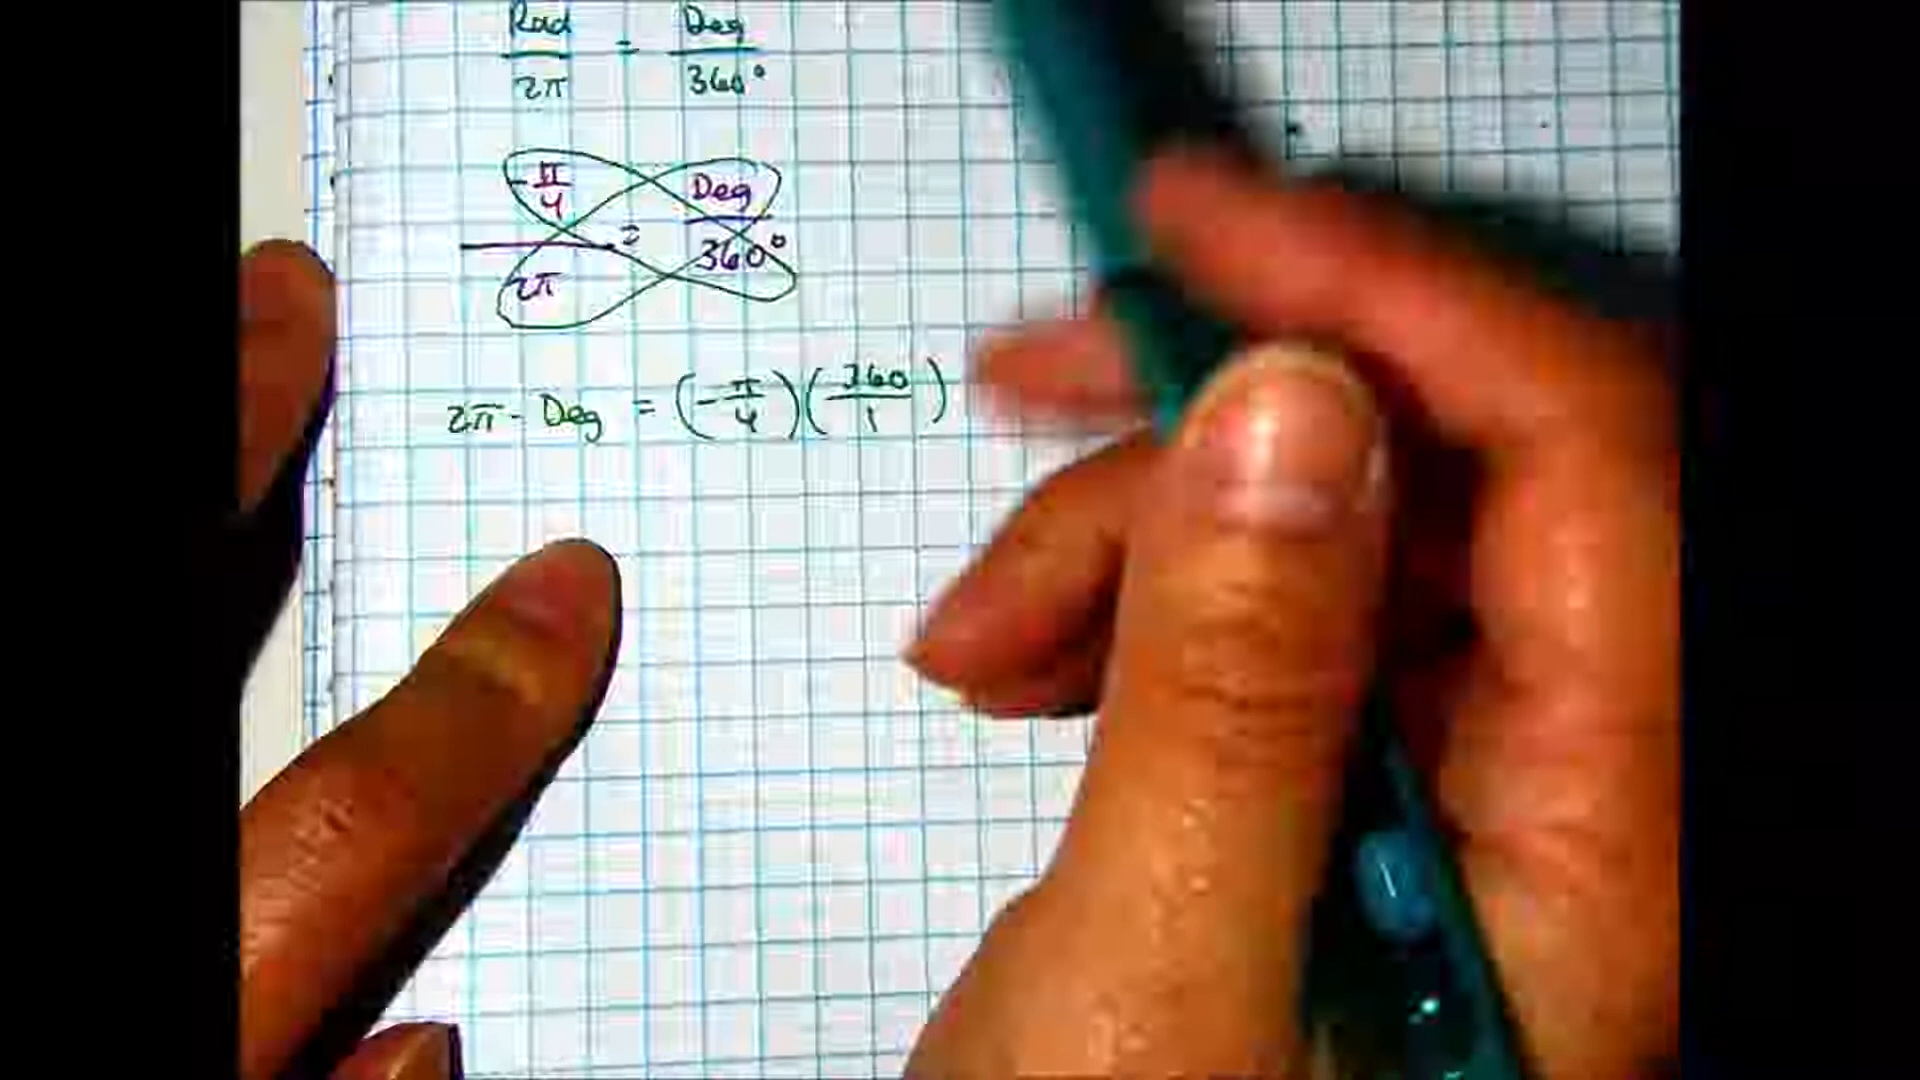 Rad/2π = Deg/360°
-π/4 / 2π = Deg/360°
2π - Deg = (-π/4)(360/1)